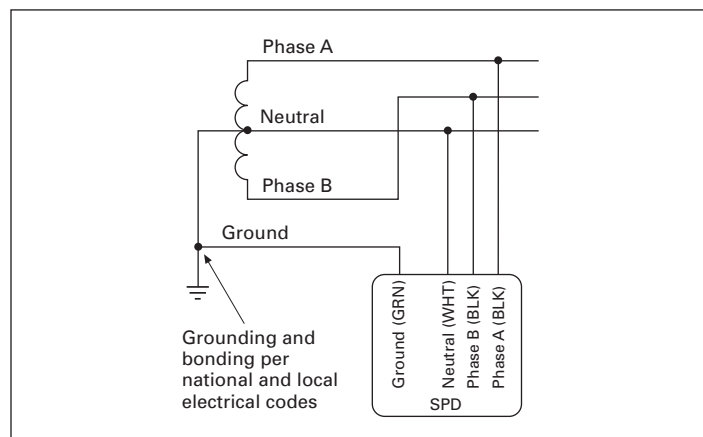 Phase A
Neutral
Phase B
Ground
Grounding and
bonding per
national and local
electrical codes
Ground (GRN)
Neutral (WHT)
Phase B (BLK)
Phase A (BLK)
SPD